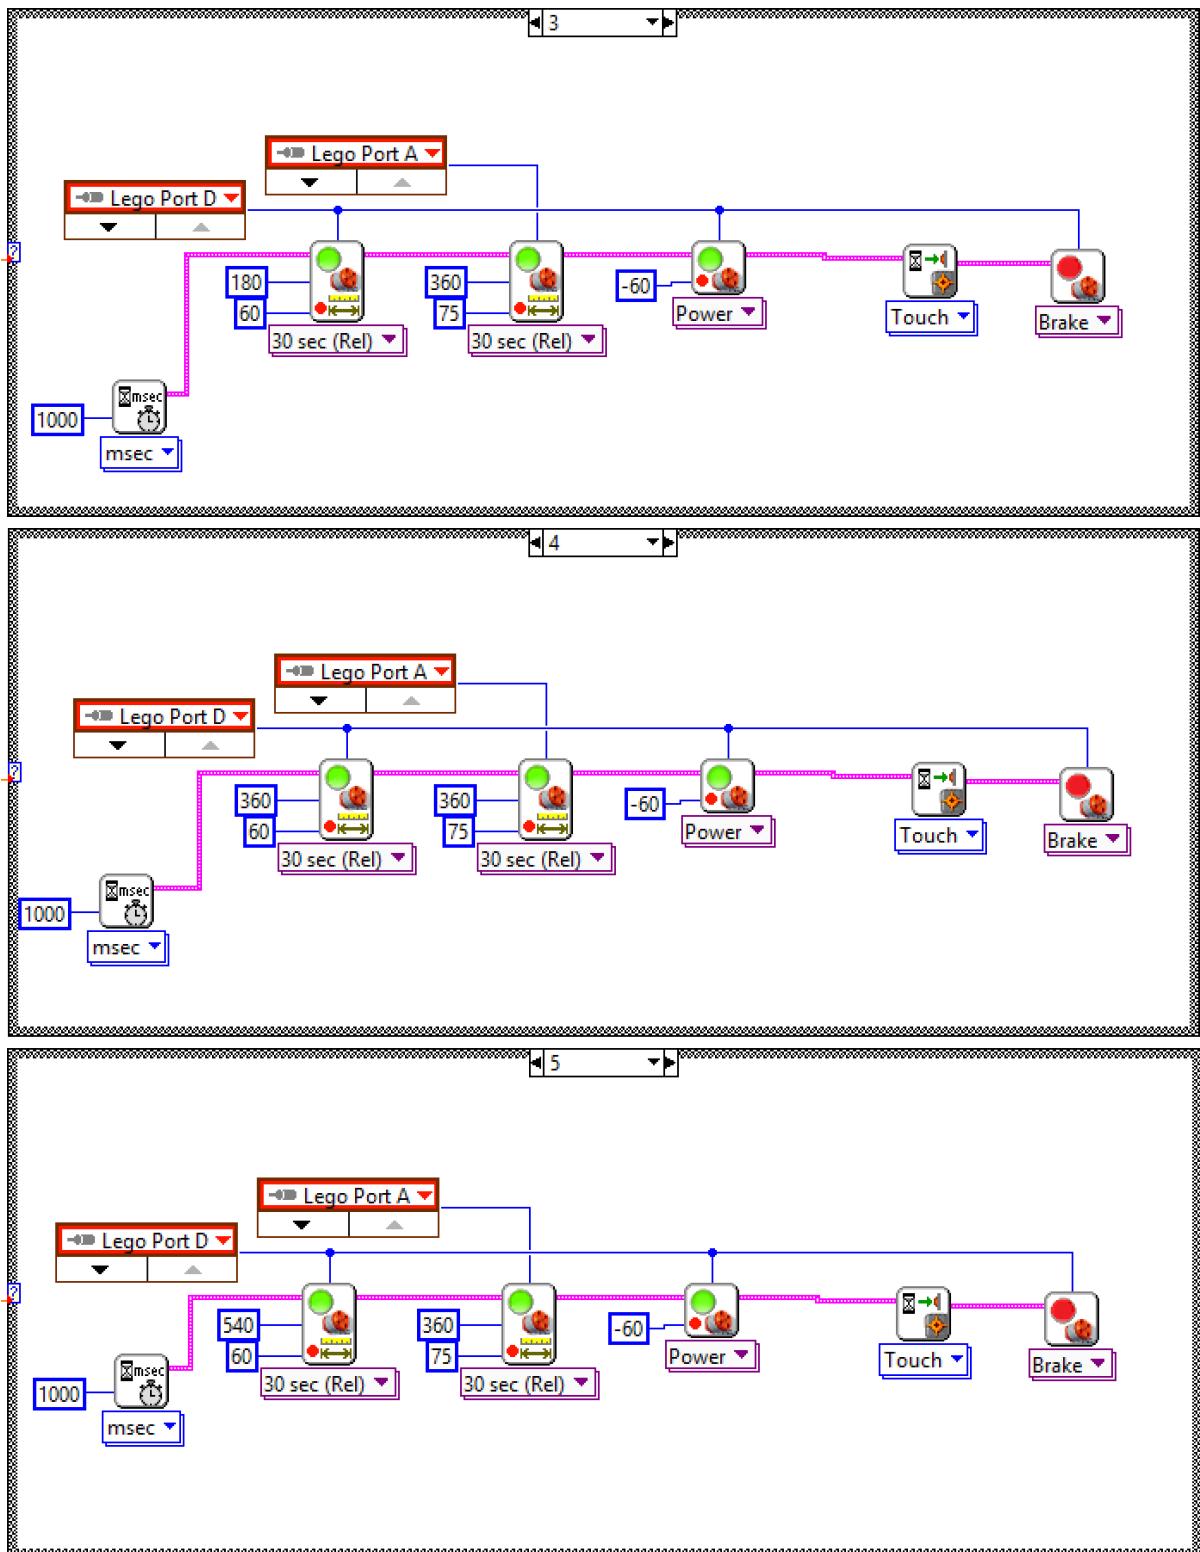 3
Lego Port A
Lego Port D
?
180
360
-60
60
75
Power
Touch
Brake
30 sec (Rel)
30 sec (Rel)
msec
1000
msec
4
Lego Port A
Lego Port D
?
360
360
-60
60
75
Power
Touch
Brake
30 sec (Rel)
30 sec (Rel)
msec
1000
msec
5
Lego Port A
Lego Port D
?
540
360
-60
60
75
Power
Touch
Brake
30 sec (Rel)
30 sec (Rel)
msec
1000
msec